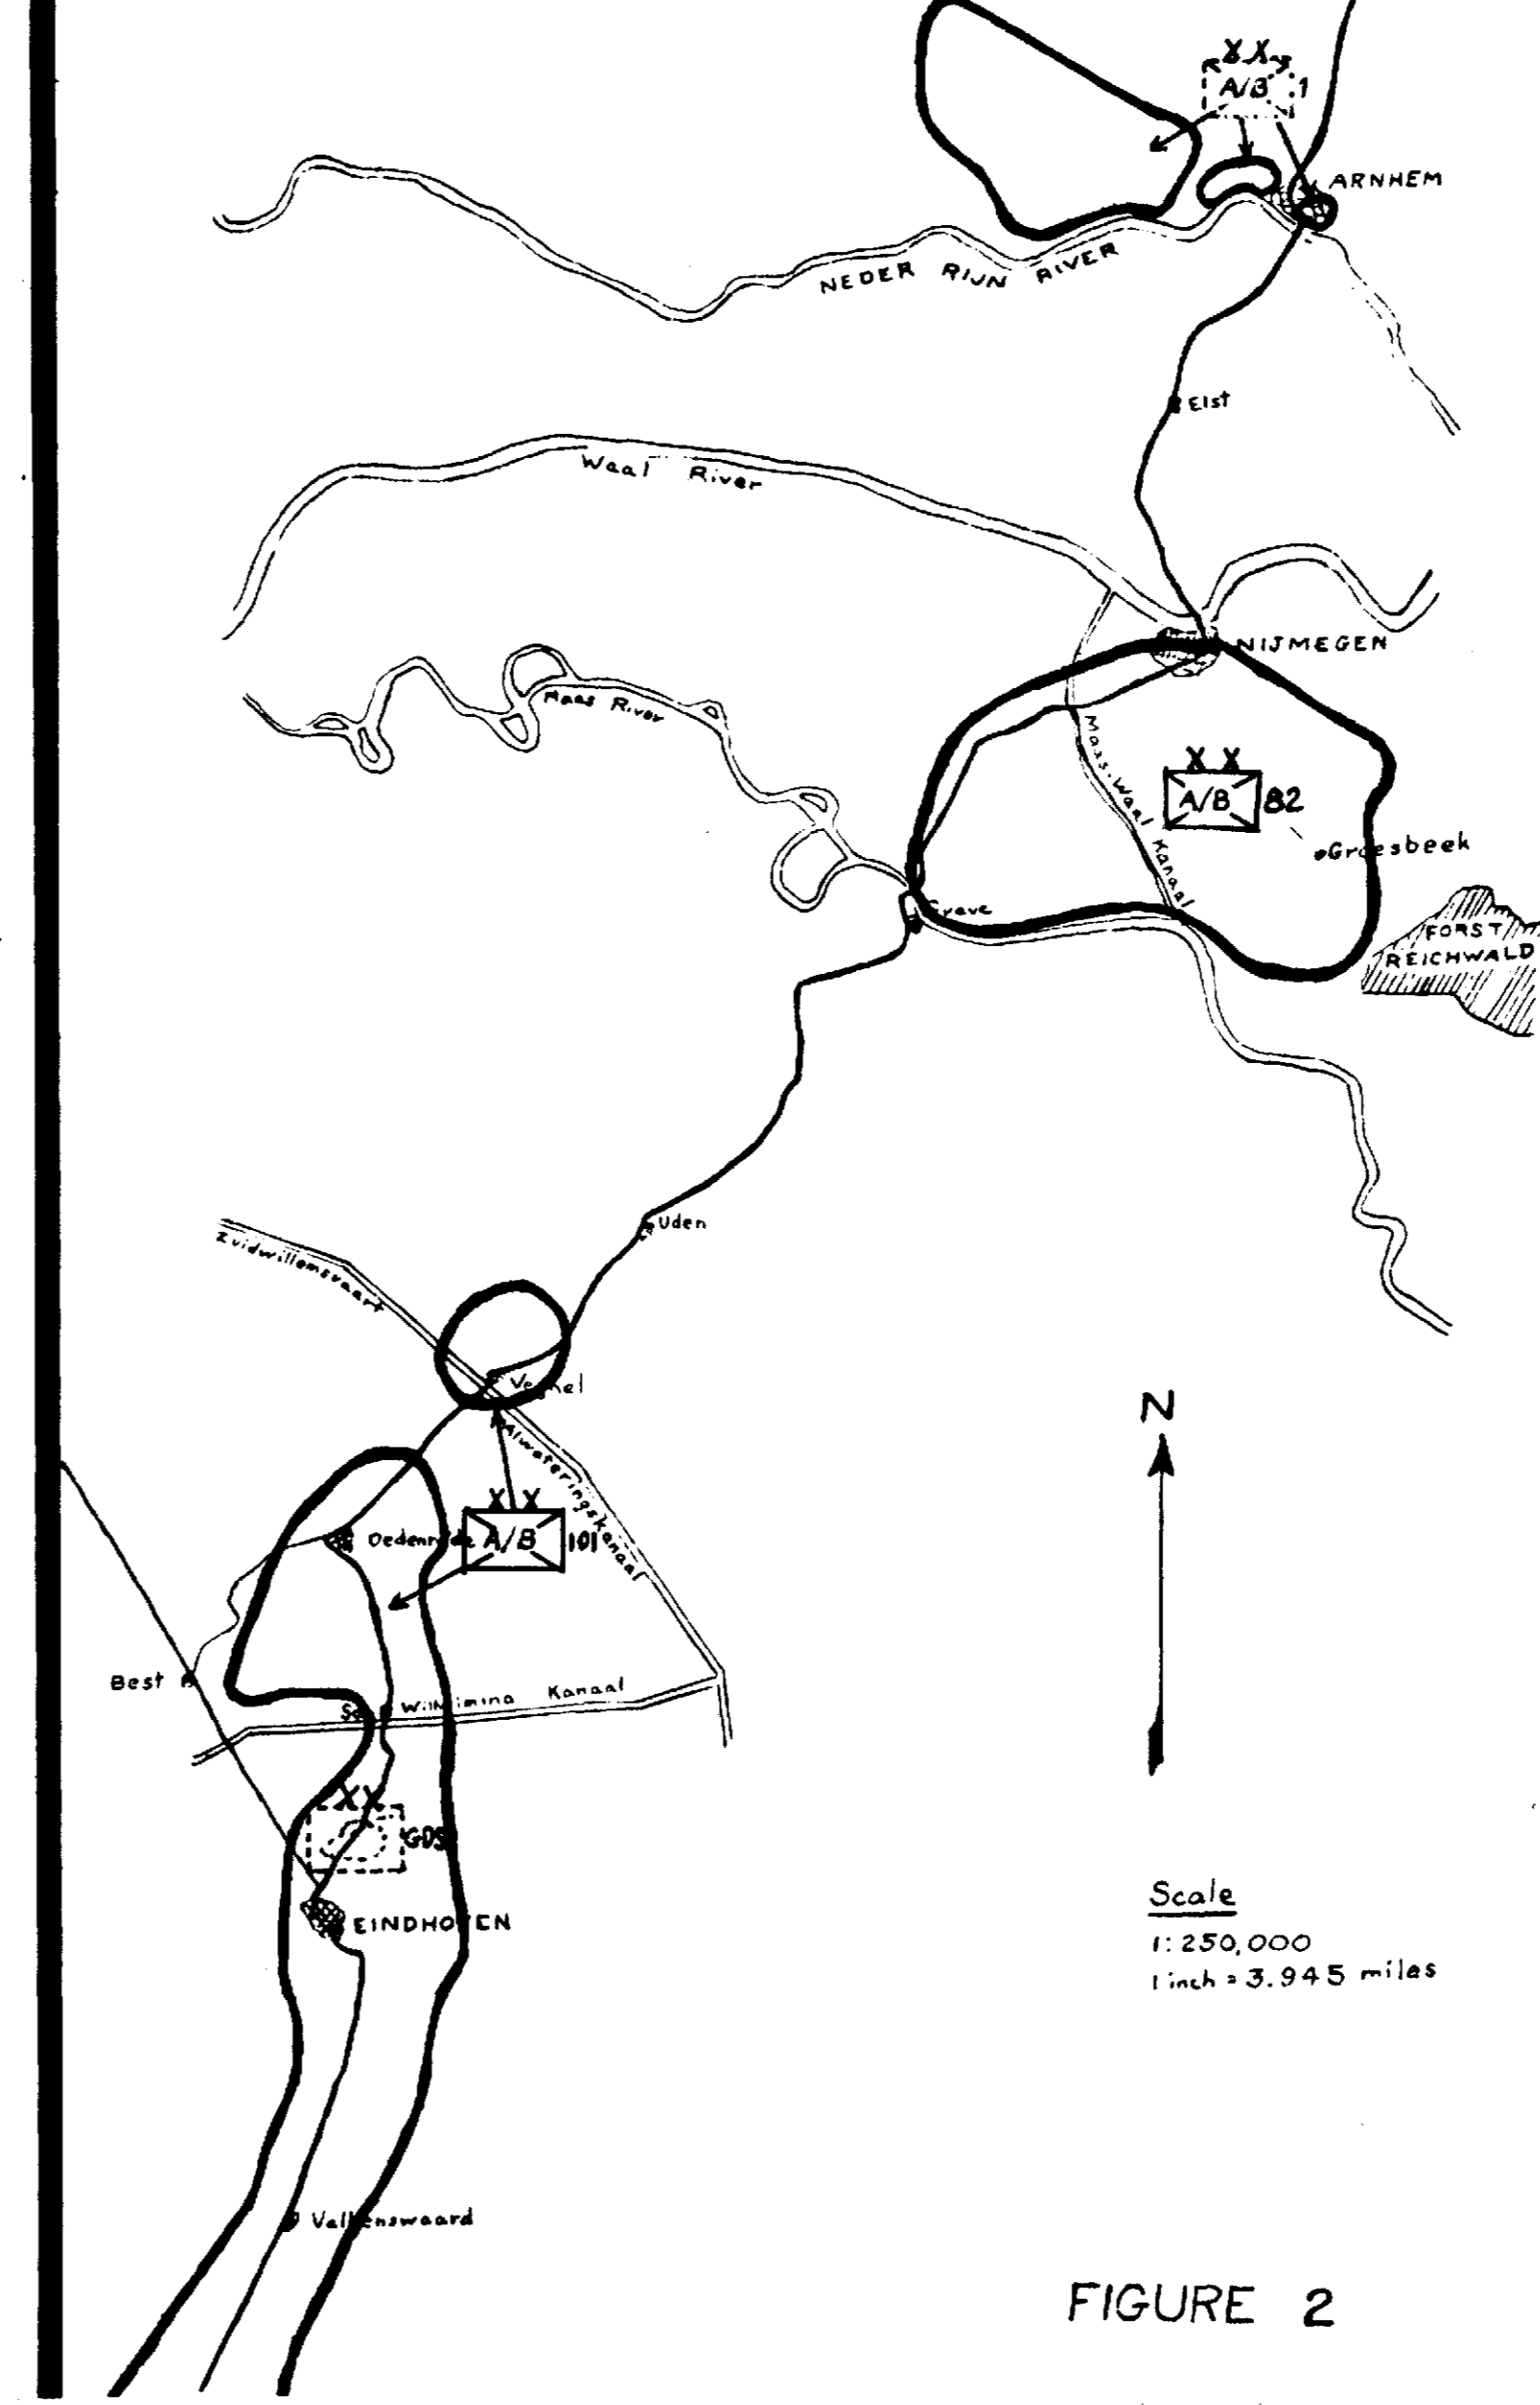 XX
A/B 1
ARNHEM
NEDER RIJN RIVER
Elst
Waal River
NIJMEGEN
Maas River
Maas-Waal Kanaal
XX
A/B 82
Groesbeek
Grave
FORST
REICHWALD
Uden
Zuidwillemsvaart
Veghel
N
XX
A/B 101
Best
Wilhelmina Kanaal
XX
GDS
EINDHOVEN
Scale
1:250,000
1 inch = 3.945 miles
Valkenswaard
FIGURE 2